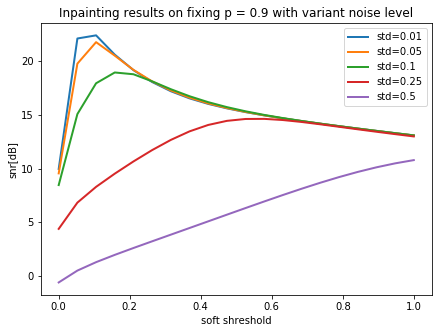 Inpainting results on fixing p = 0.9 with variant noise level
std=0.01
std=0.05
std=0.1
std=0.25
std=0.5
snr[dB]
20
15
10
5
0
0.0 0.2 0.4 0.6 0.8 1.0
soft shreshold